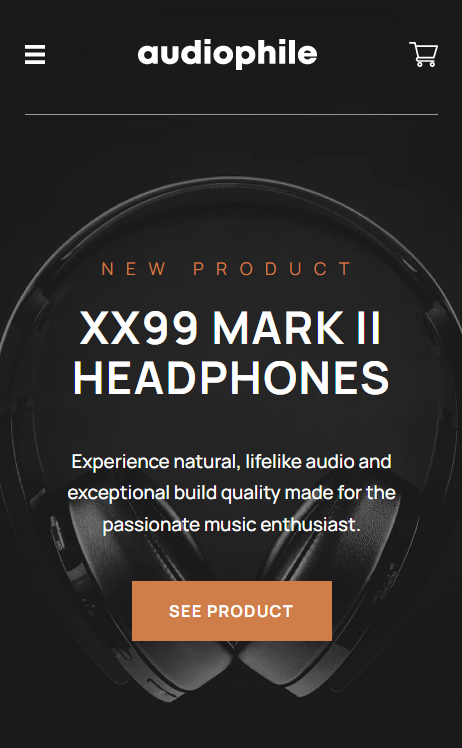 audiophile
NEW PRODUCT
XX99 MARK II
HEADPHONES
Experience natural, lifelike audio and
exceptional build quality made for the
passionate music enthusiast.
SEE PRODUCT